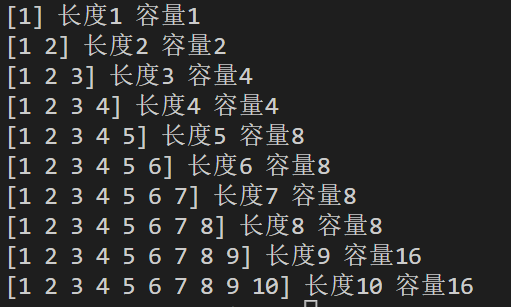 [1] 长度1 容量1
[1 2] 长度2 容量2
[1 2 3] 长度3 容量4
[1 2 3 4] 长度4 容量4
[1 2 3 4 5] 长度5 容量8
[1 2 3 4 5 6] 长度6 容量8
[1 2 3 4 5 6 7] 长度7 容量8
[1 2 3 4 5 6 7 8] 长度8 容量8
[1 2 3 4 5 6 7 8 9] 长度9 容量16
[1 2 3 4 5 6 7 8 9 10] 长度10 容量16